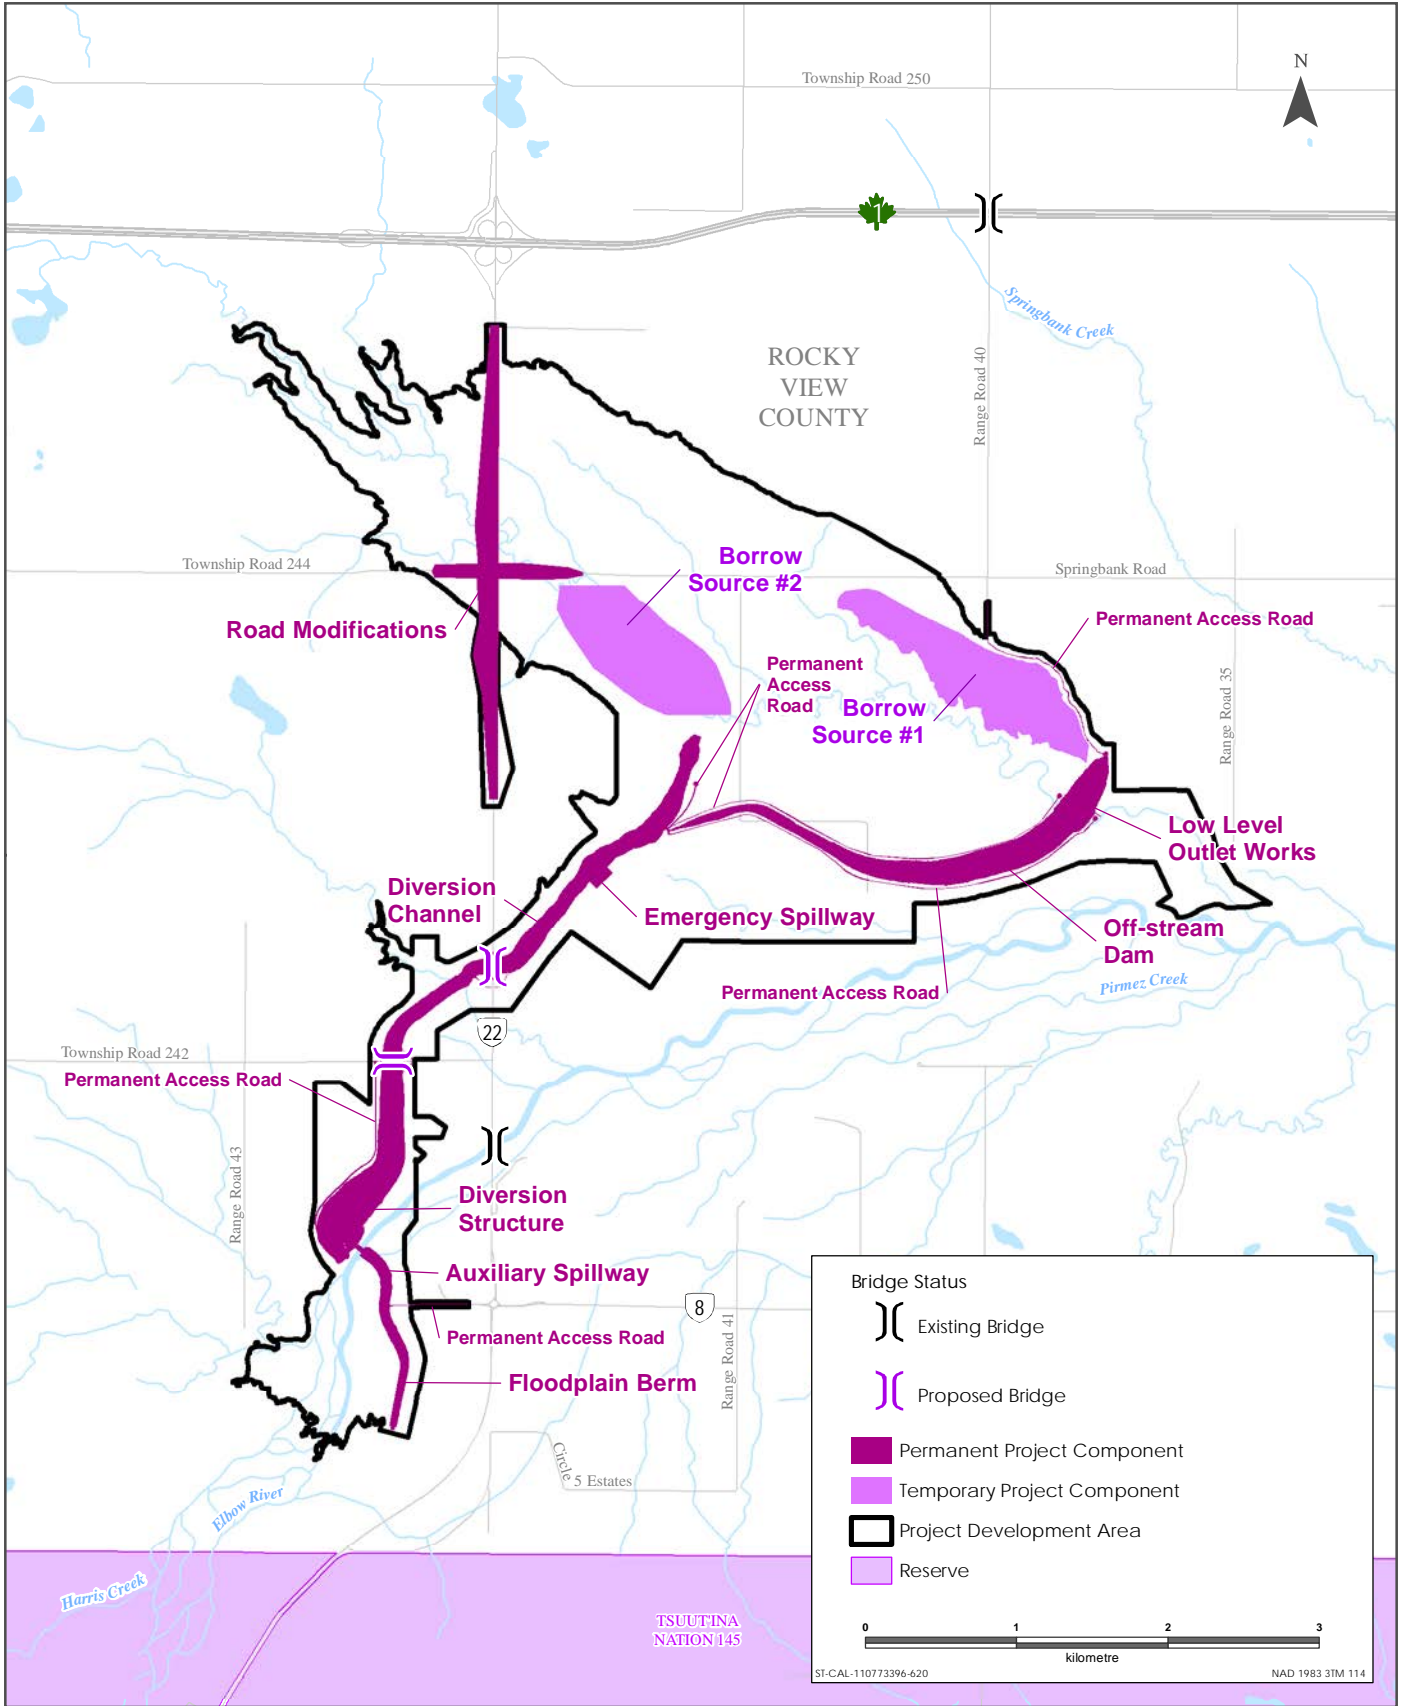 Township Road 250
N
1
Springbank Creek
ROCKY
VIEW
COUNTY
Range Road 40
Township Road 244
Borrow
Source #2
Springbank Road
Road Modifications
Permanent Access Road
Permanent
Access
Road
Borrow
Source #1
Range Road 35
Low Level
Outlet Works
Diversion
Channel
Emergency Spillway
Off-stream
Dam
Permanent Access Road
Pirmez Creek
22
Township Road 242
Permanent Access Road
Range Road 43
Diversion
Structure
Auxiliary Spillway
8
Permanent Access Road
Range Road 41
Floodplain Berm
Circle 5 Estates
Elbow River
Harris Creek
TSUUT'INA
NATION 145
Bridge Status
Existing Bridge
Proposed Bridge
Permanent Project Component
Temporary Project Component
Project Development Area
Reserve
0 1 2 3
kilometre
ST-CAL-110773396-620
NAD 1983 3TM 114